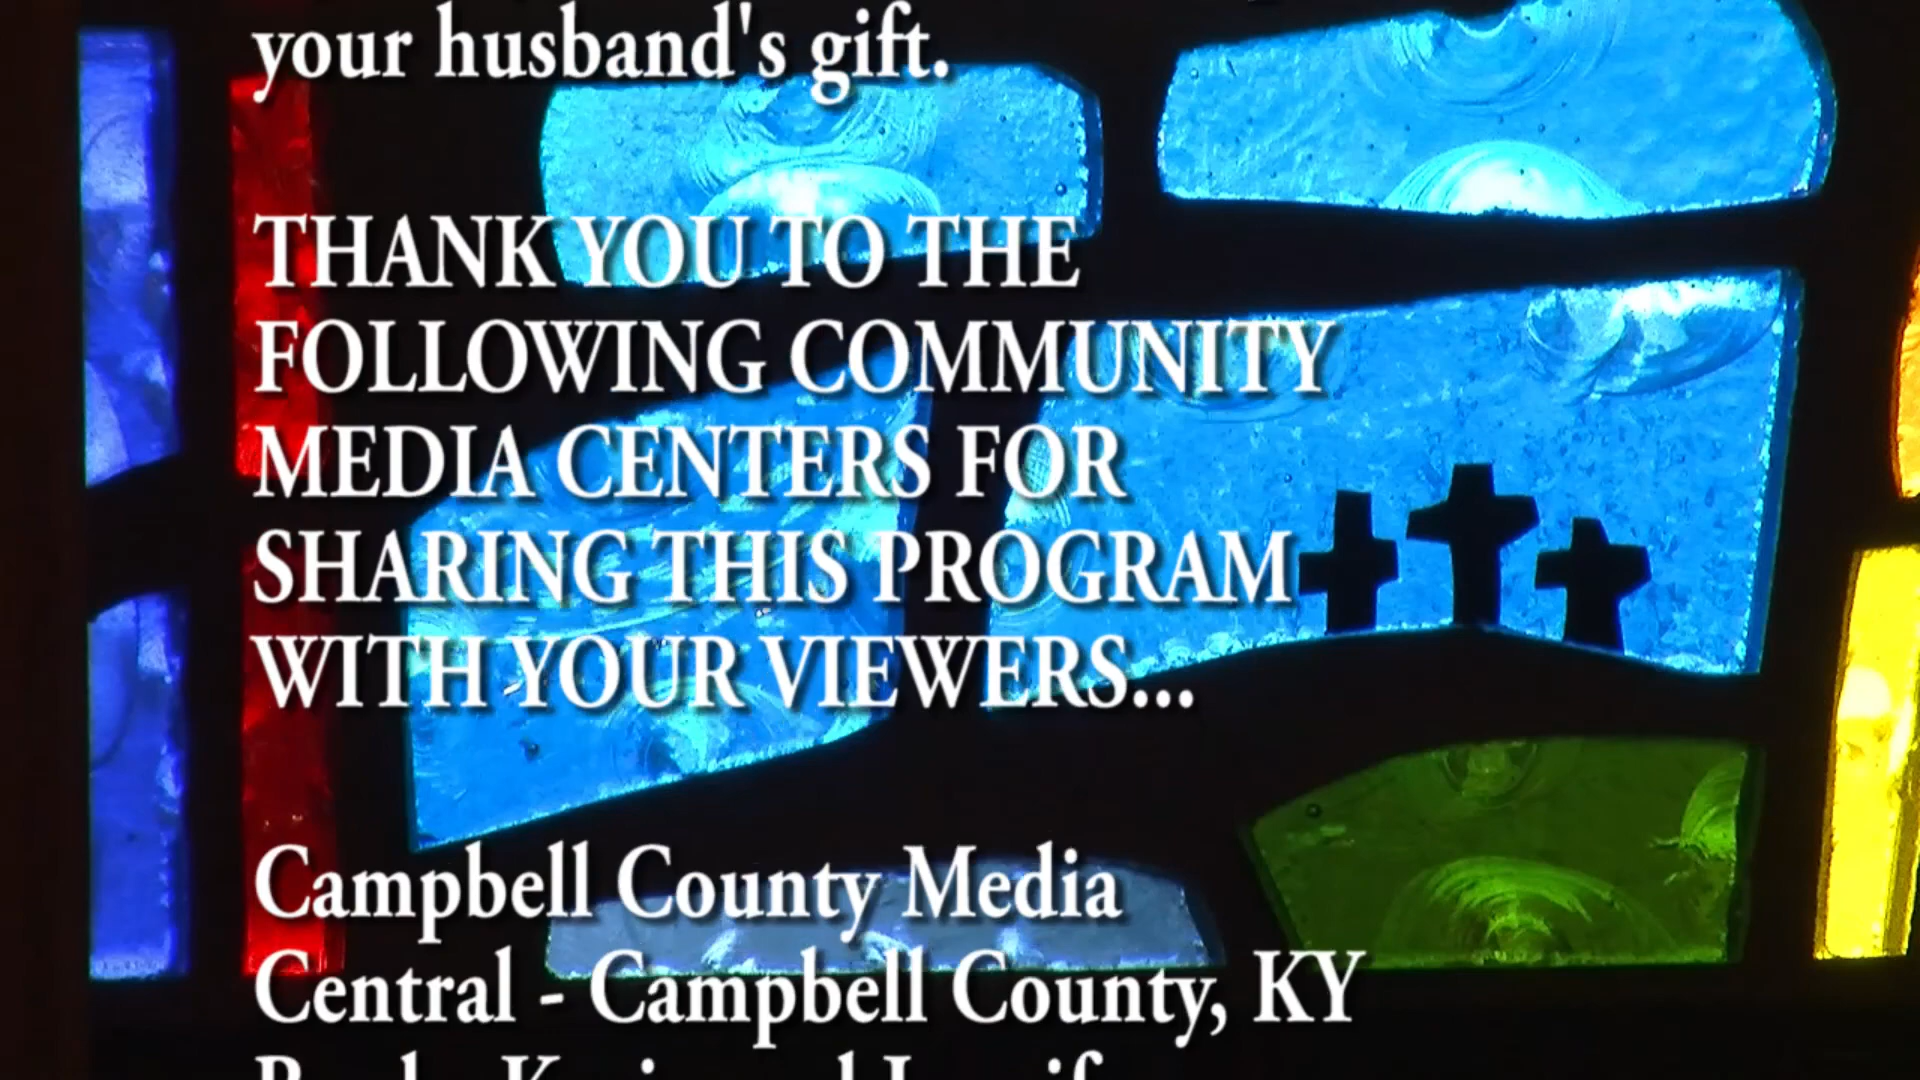 your husband's gift.
THANK YOU TO THE
FOLLOWING COMMUNITY
MEDIA CENTERS FOR
SHARING THIS PROGRAM
WITH YOUR VIEWERS...
Campbell County Media
Central - Campbell County, KY